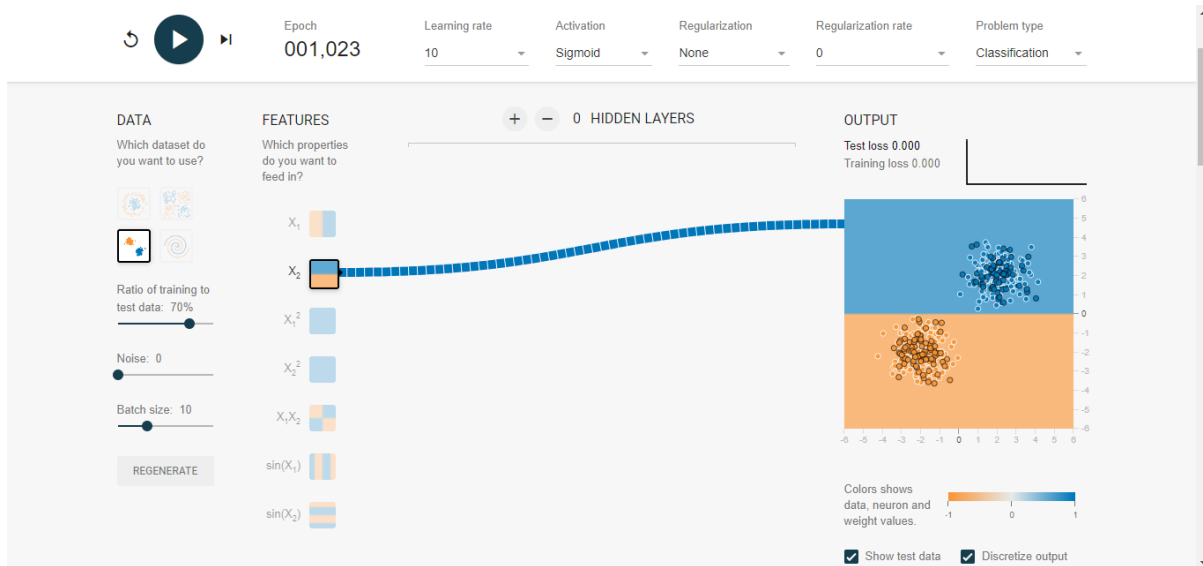 Epoch
001,023
Learning rate
10
Activation
Sigmoid
Regularization
None
Regularization rate
0
Problem type
Classification
DATA
Which dataset do
you want to use?
Ratio of training to
test data: 70%
Noise: 0
Batch size: 10
REGENERATE
FEATURES
Which properties
do you want to
feed in?
X₁
X₂
X₁²
X₂²
X₁X₂
sin(X₁)
sin(X₂)
+ − 0 HIDDEN LAYERS
OUTPUT
Test loss 0.000
Training loss 0.000
6
5
4
3
2
1
0
-1
-2
-3
-4
-5
-6
-6 -5 -4 -3 -2 -1 0 1 2 3 4 5 6
Colors shows
data, neuron and
weight values.
-1 0 1
Show test data
Discretize output